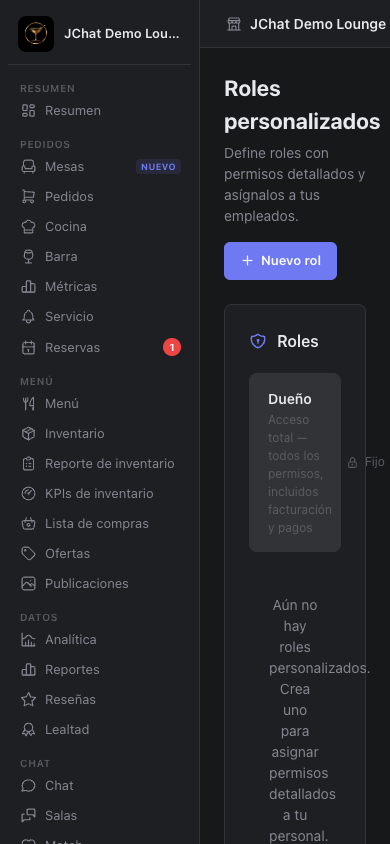 JChat Demo Lou...
RESUMEN
Resumen
PEDIDOS
Mesas NUEVO
Pedidos
Cocina
Barra
Métricas
Servicio
Reservas 1
MENÚ
Menú
Inventario
Reporte de inventario
KPIs de inventario
Lista de compras
Ofertas
Publicaciones
DATOS
Analítica
Reportes
Reseñas
Lealtad
CHAT
Chat
Salas
Match
JChat Demo Lounge
Roles
personalizados
Define roles con
permisos detallados y
asígnalos a tus
empleados.
+ Nuevo rol
Roles
Dueño
Acceso
total —
todos los
permisos,
incluidos
facturación
y pagos
Fijo
Aún no
hay
roles
personalizados.
Crea
uno
para
asignar
permisos
detallados
a tu
personal.